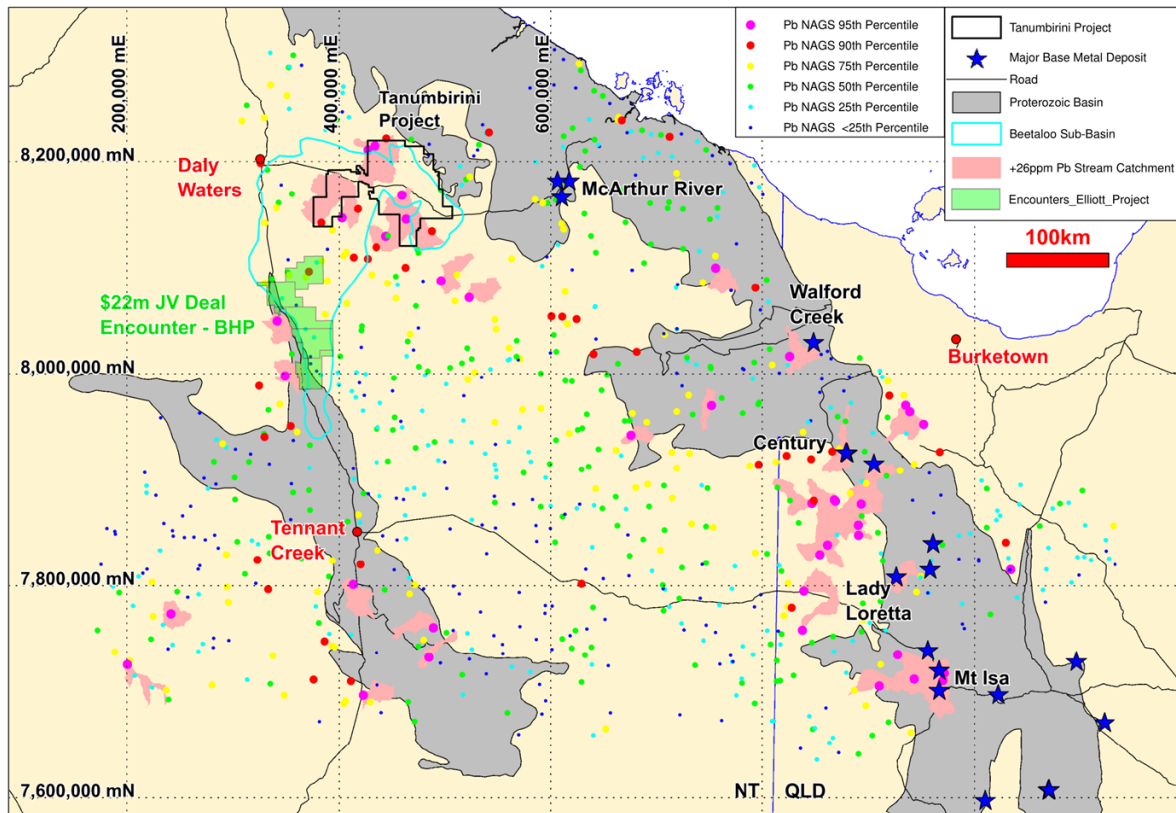 200,000 mE
400,000 mE
600,000 mE
Pb NAGS 95th Percentile
Pb NAGS 90th Percentile
Pb NAGS 75th Percentile
Pb NAGS 50th Percentile
Pb NAGS 25th Percentile
Pb NAGS <25th Percentile
Tanumbirini Project
Major Base Metal Deposit
Road
Proterozoic Basin
Beetaloo Sub-Basin
+26ppm Pb Stream Catchment
Encounters_Elliott_Project
100km
Tanumbirini
Project
8,200,000 mN
Daly
Waters
McArthur River
$22m JV Deal
Encounter - BHP
Walford
Creek
Burketown
8,000,000 mN
Century
Tennant
Creek
7,800,000 mN
Lady
Loretta
Mt Isa
7,600,000 mN
NT
QLD